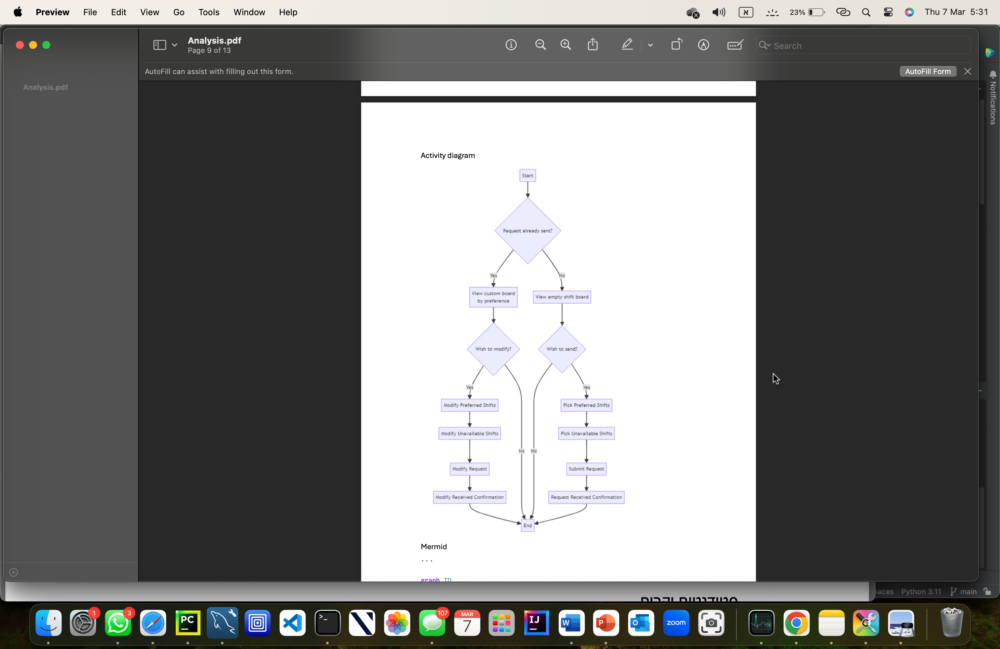 Preview File Edit View Go Tools Window Help
א 23% Thu 7 Mar 5:31
Analysis.pdf
Page 9 of 13
Search
AutoFill can assist with filling out this form.
AutoFill Form
Analysis.pdf
Notifications
Activity diagram
Start
Request already sent?
Yes No
View custom board
by preference
View empty shift board
Wish to modify? Wish to send?
Yes Yes
Modify Preferred Shifts Pick Preferred Shifts
Modify Unavailable Shifts Pick Unavailable Shifts
No No
Modify Request Submit Request
Modify Received Confirmation Request Received Confirmation
End
Mermid
```
graph TD
Python 3.11 main
1 3 PC >_ 107 MAR 7 IJ W P O zoom